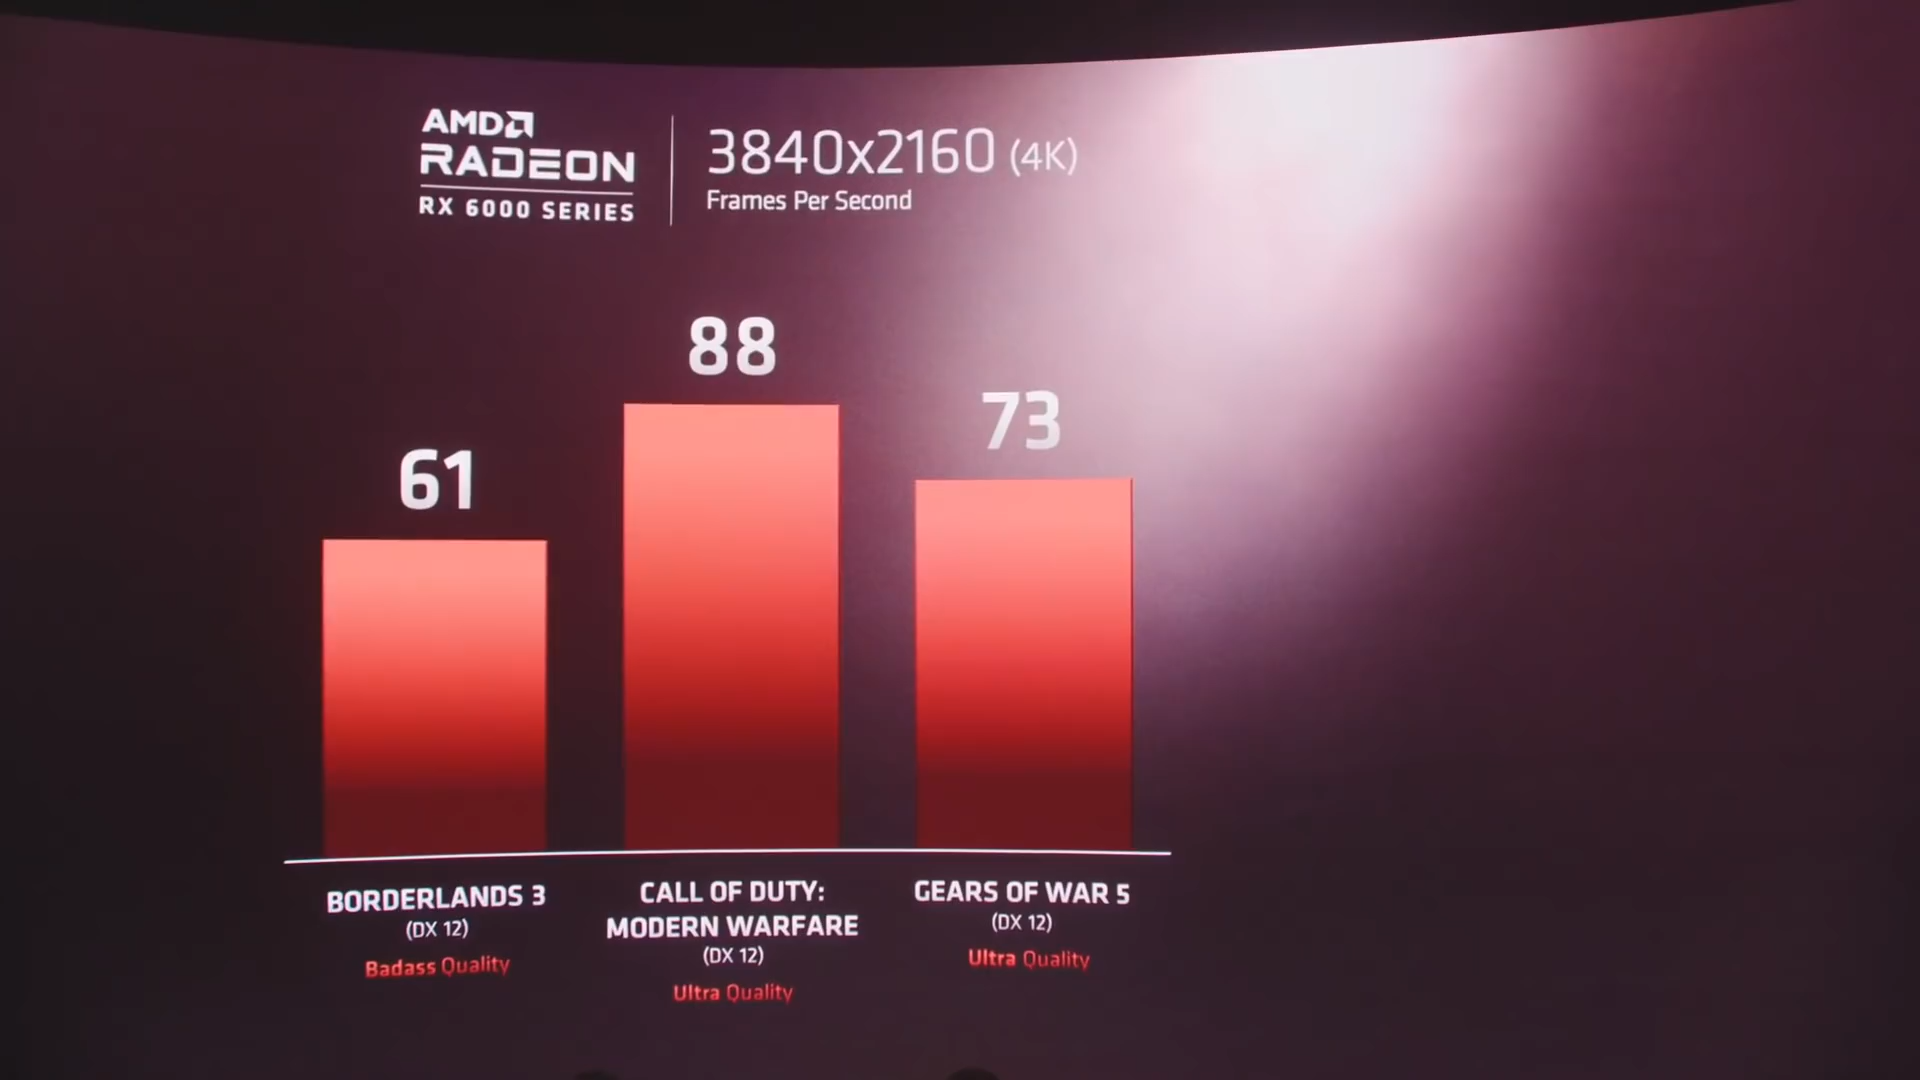 AMD
RADEON
RX 6000 SERIES
3840x2160 (4K)
Frames Per Second
61
88
73
BORDERLANDS 3
(DX 12)
Badass Quality
CALL OF DUTY:
MODERN WARFARE
(DX 12)
Ultra Quality
GEARS OF WAR 5
(DX 12)
Ultra Quality